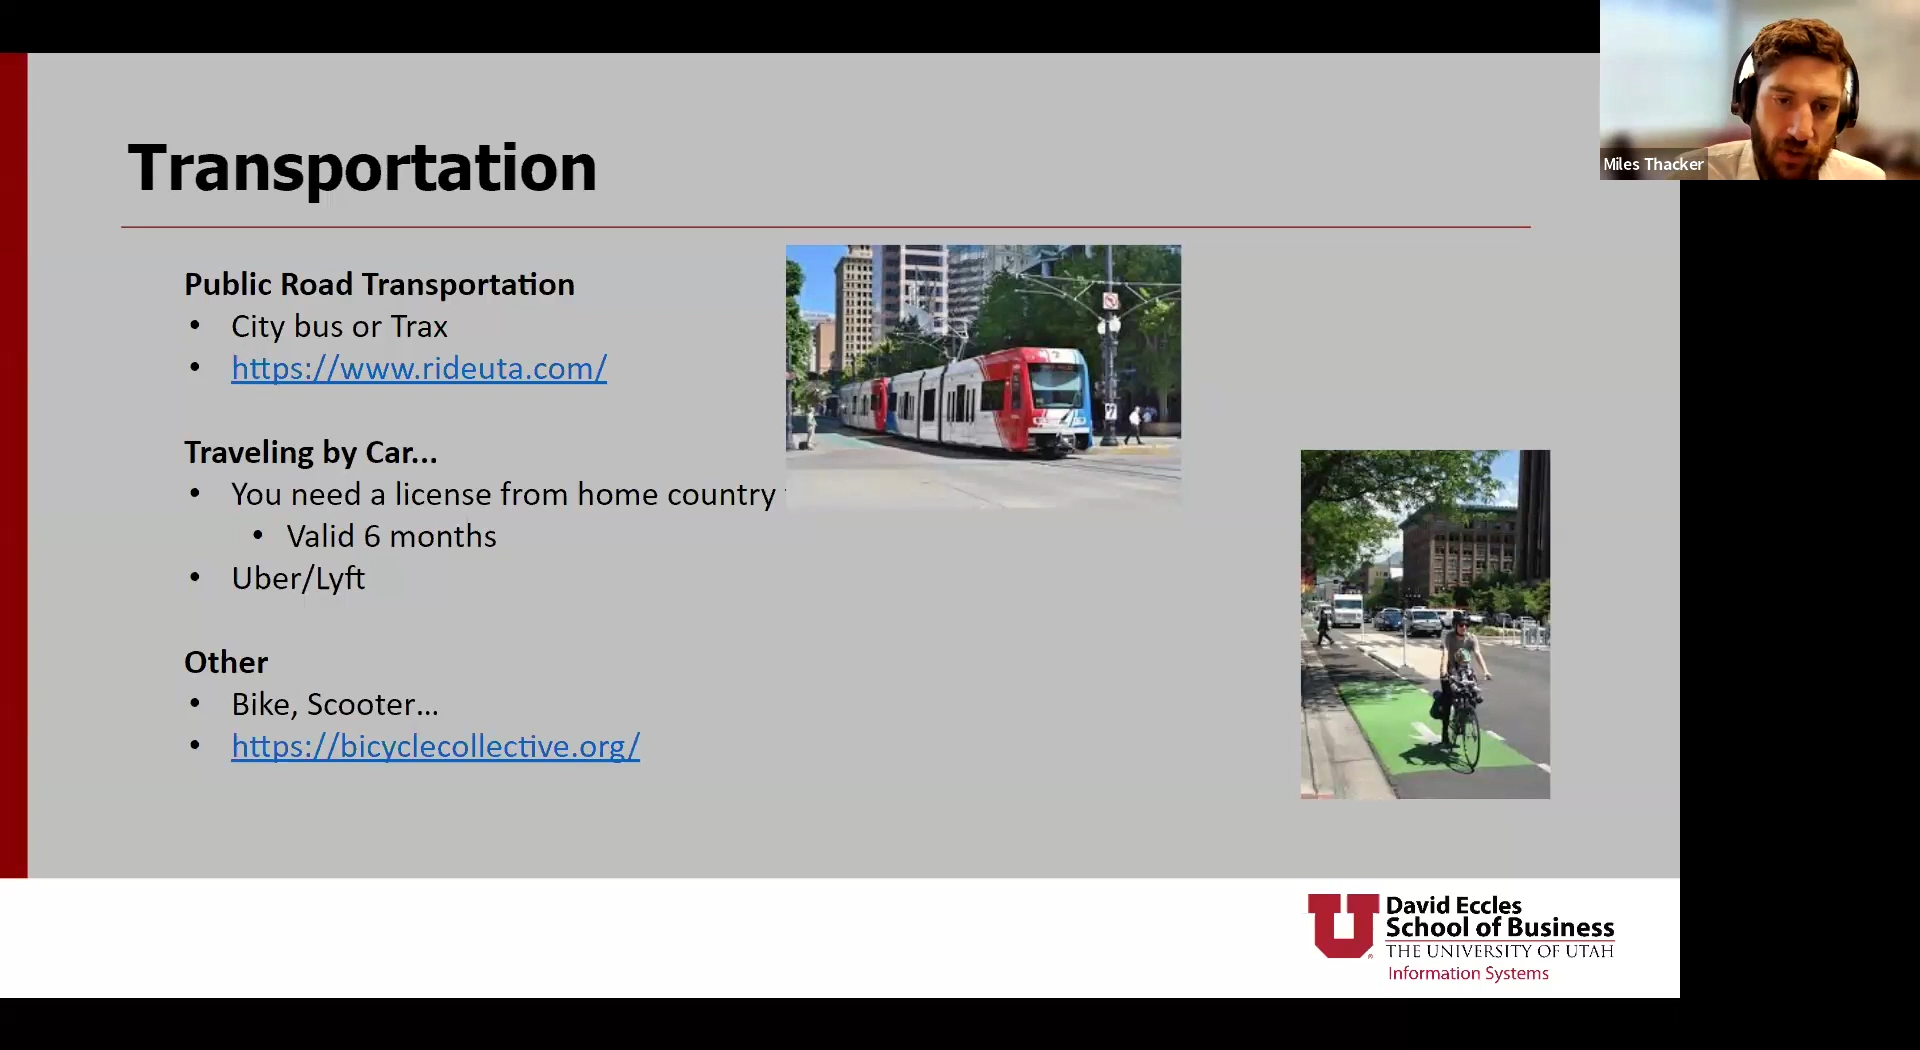 Transportation
Public Road Transportation
• City bus or Trax
• https://www.rideuta.com/
Traveling by Car...
• You need a license from home country
• Valid 6 months
• Uber/Lyft
Other
• Bike, Scooter...
• https://bicyclecollective.org/
Miles Thacker
U
David Eccles
School of Business
THE UNIVERSITY OF UTAH
Information Systems